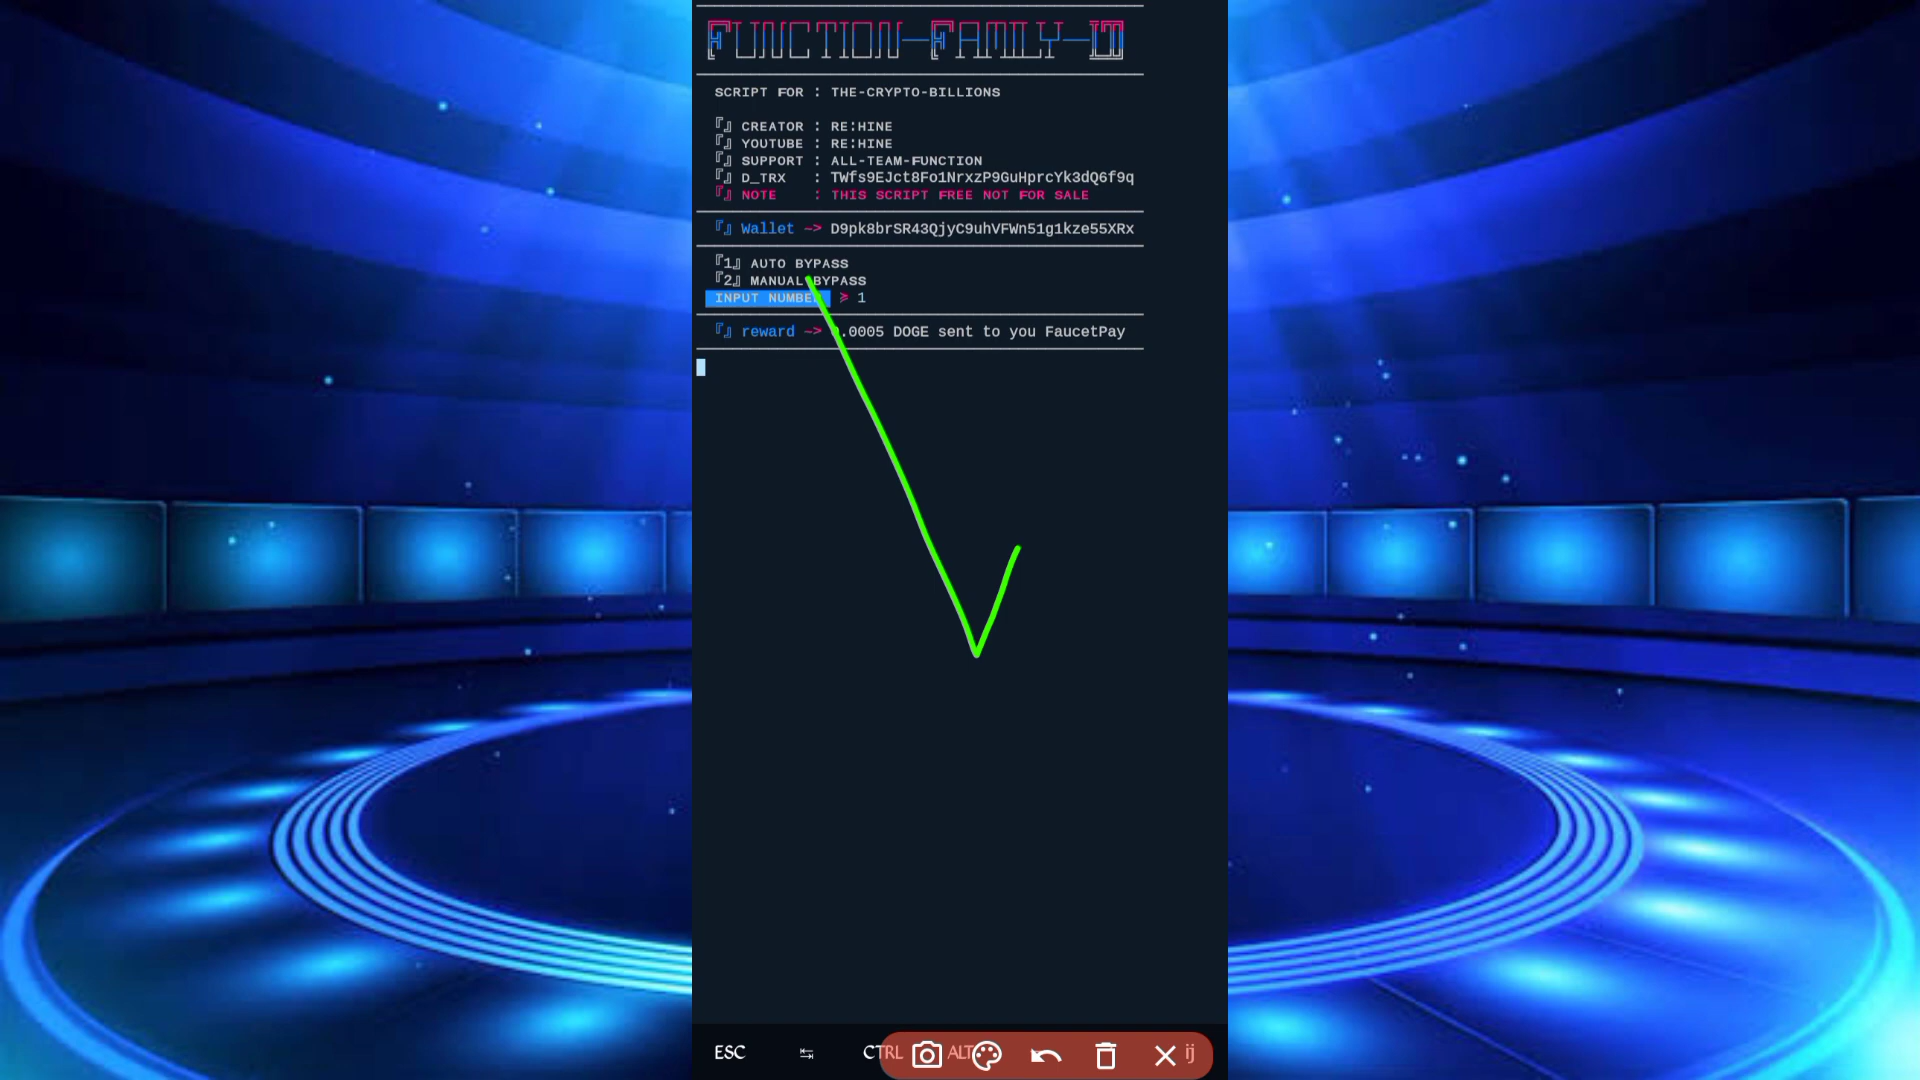 FUNCTION-FAMILY-ID
SCRIPT FOR : THE-CRYPTO-BILLIONS
『』 CREATOR : RE:HINE
『』 YOUTUBE : RE:HINE
『』 SUPPORT : ALL-TEAM-FUNCTION
『』 D_TRX : TWfs9EJct8Fo1NrxzP9GuHprcYk3dQ6f9q
『』 NOTE : THIS SCRIPT FREE NOT FOR SALE
『』 Wallet ~> D9pk8brSR43QjyC9uhVFWn51g1kze55XRx
『1』 AUTO BYPASS
『2』 MANUAL BYPASS
INPUT NUMBER > 1
『』 reward ~> 0.0005 DOGE sent to you FaucetPay
ESC CTRL ALT